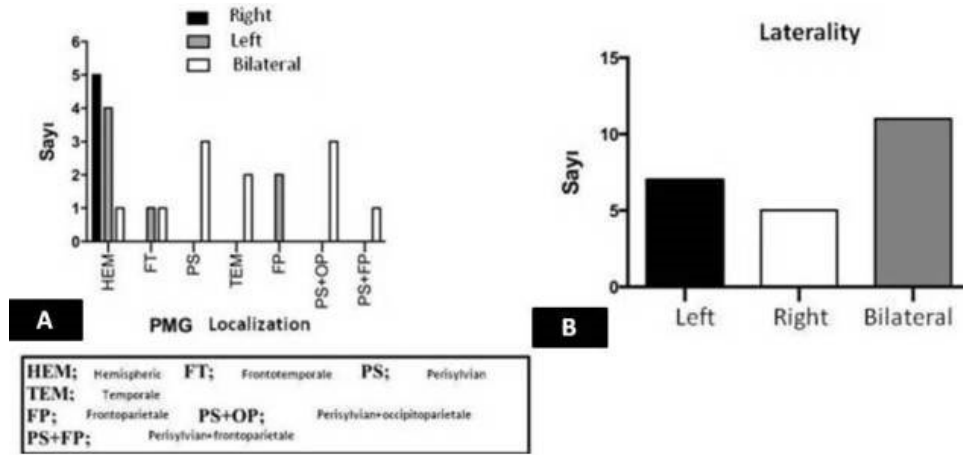 Right
Left
Bilateral
6
5
4
3
2
1
0
Sayı
HEM
FT
PS
TEM
FP
PS+OP
PS+FP
PMG Localization
A
HEM; Hemispheric FT; Frontotemporale PS; Perisylvian
TEM; Temporale
FP; Frontoparietale PS+OP; Perisylvian+occipitoparietale
PS+FP; Perisylvian+frontoparietale
Laterality
15
10
5
0
Sayı
Left Right Bilateral
B